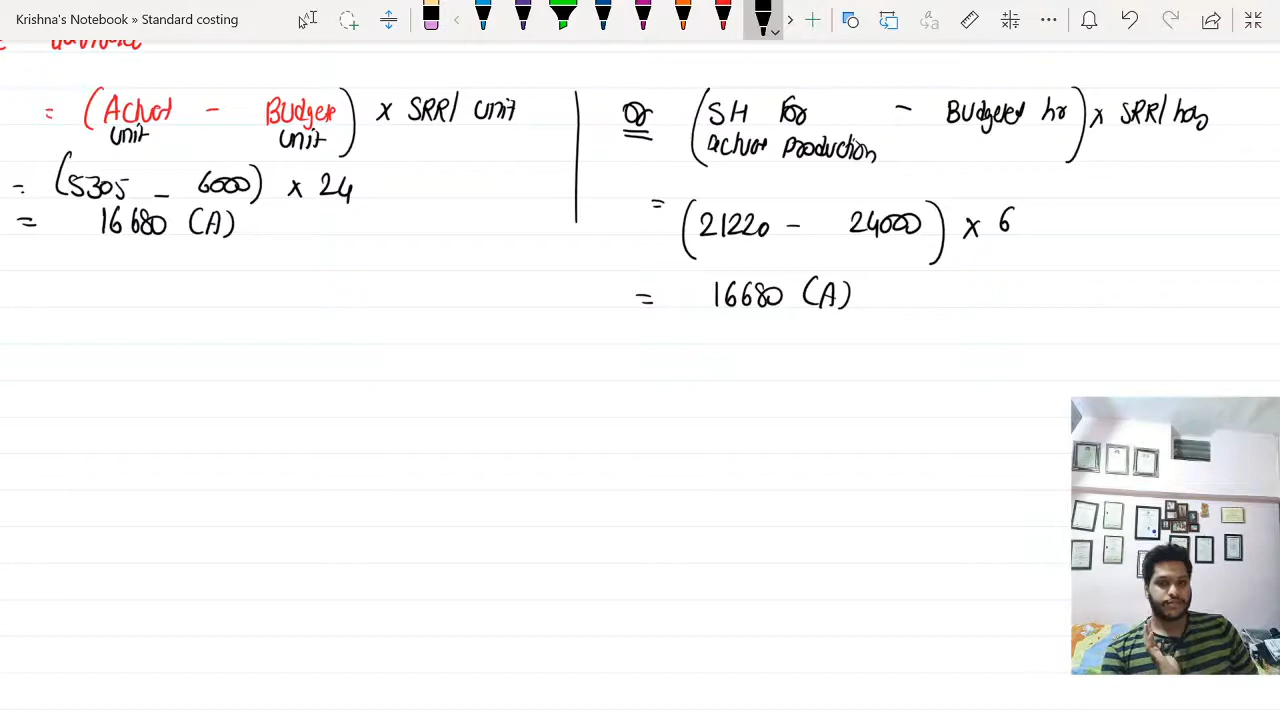 Krishna's Notebook » Standard costing
= (Actual unit - Budget unit) x SRR/ unit
= (5305 - 6000) x 24
= 16680 (A)
Or (SH for actual production - Budgeted hr) x SRR/ hrs
= (21220 - 24000) x 6
= 16680 (A)